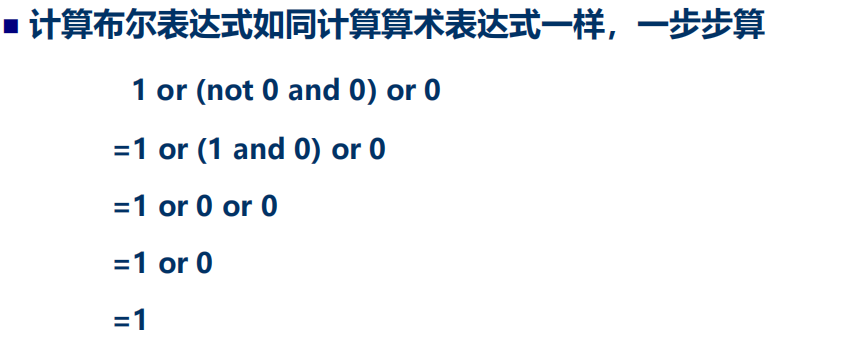 ■ 计算布尔表达式如同计算算术表达式一样，一步步算
1 or (not 0 and 0) or 0
=1 or (1 and 0) or 0
=1 or 0 or 0
=1 or 0
=1